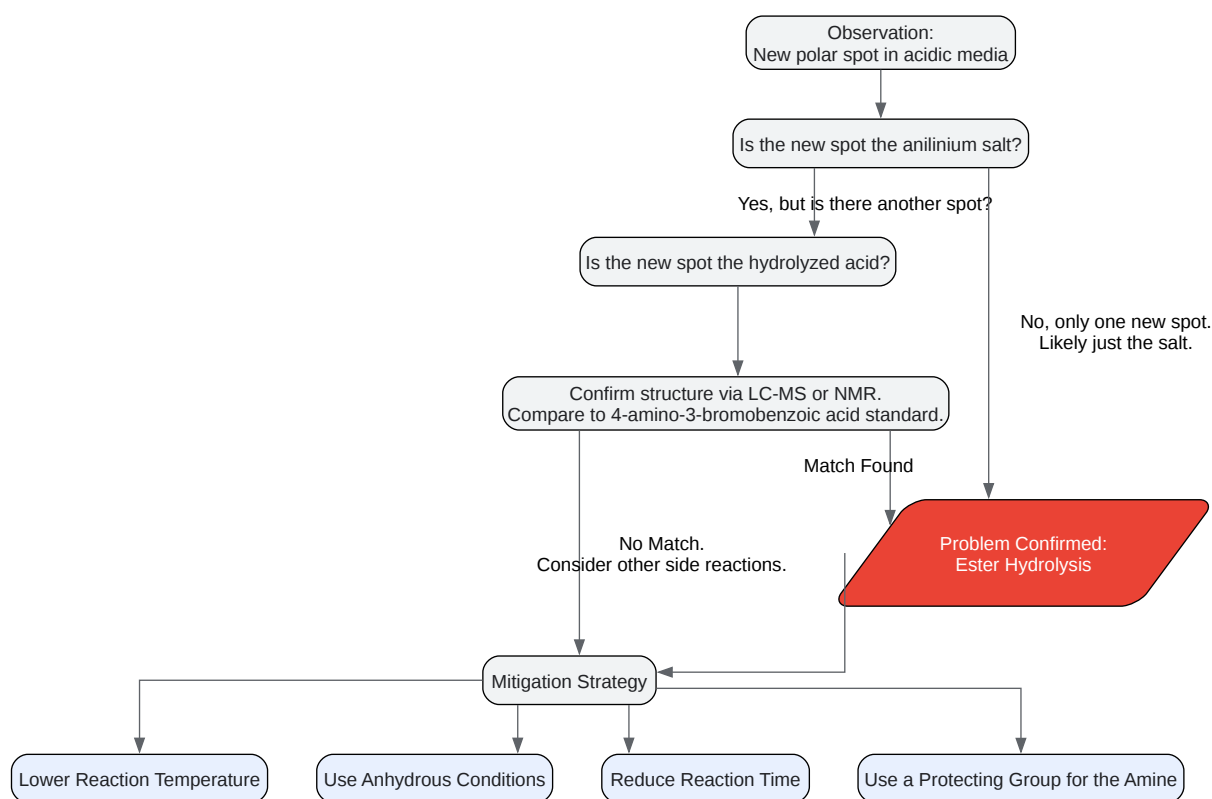 Observation:
New polar spot in acidic media
Is the new spot the anilinium salt?
Yes, but is there another spot?
Is the new spot the hydrolyzed acid?
No, only one new spot.
Likely just the salt.
Confirm structure via LC-MS or NMR.
Compare to 4-amino-3-bromobenzoic acid standard.
Match Found
No Match.
Consider other side reactions.
Problem Confirmed:
Ester Hydrolysis
Mitigation Strategy
Lower Reaction Temperature
Use Anhydrous Conditions
Reduce Reaction Time
Use a Protecting Group for the Amine